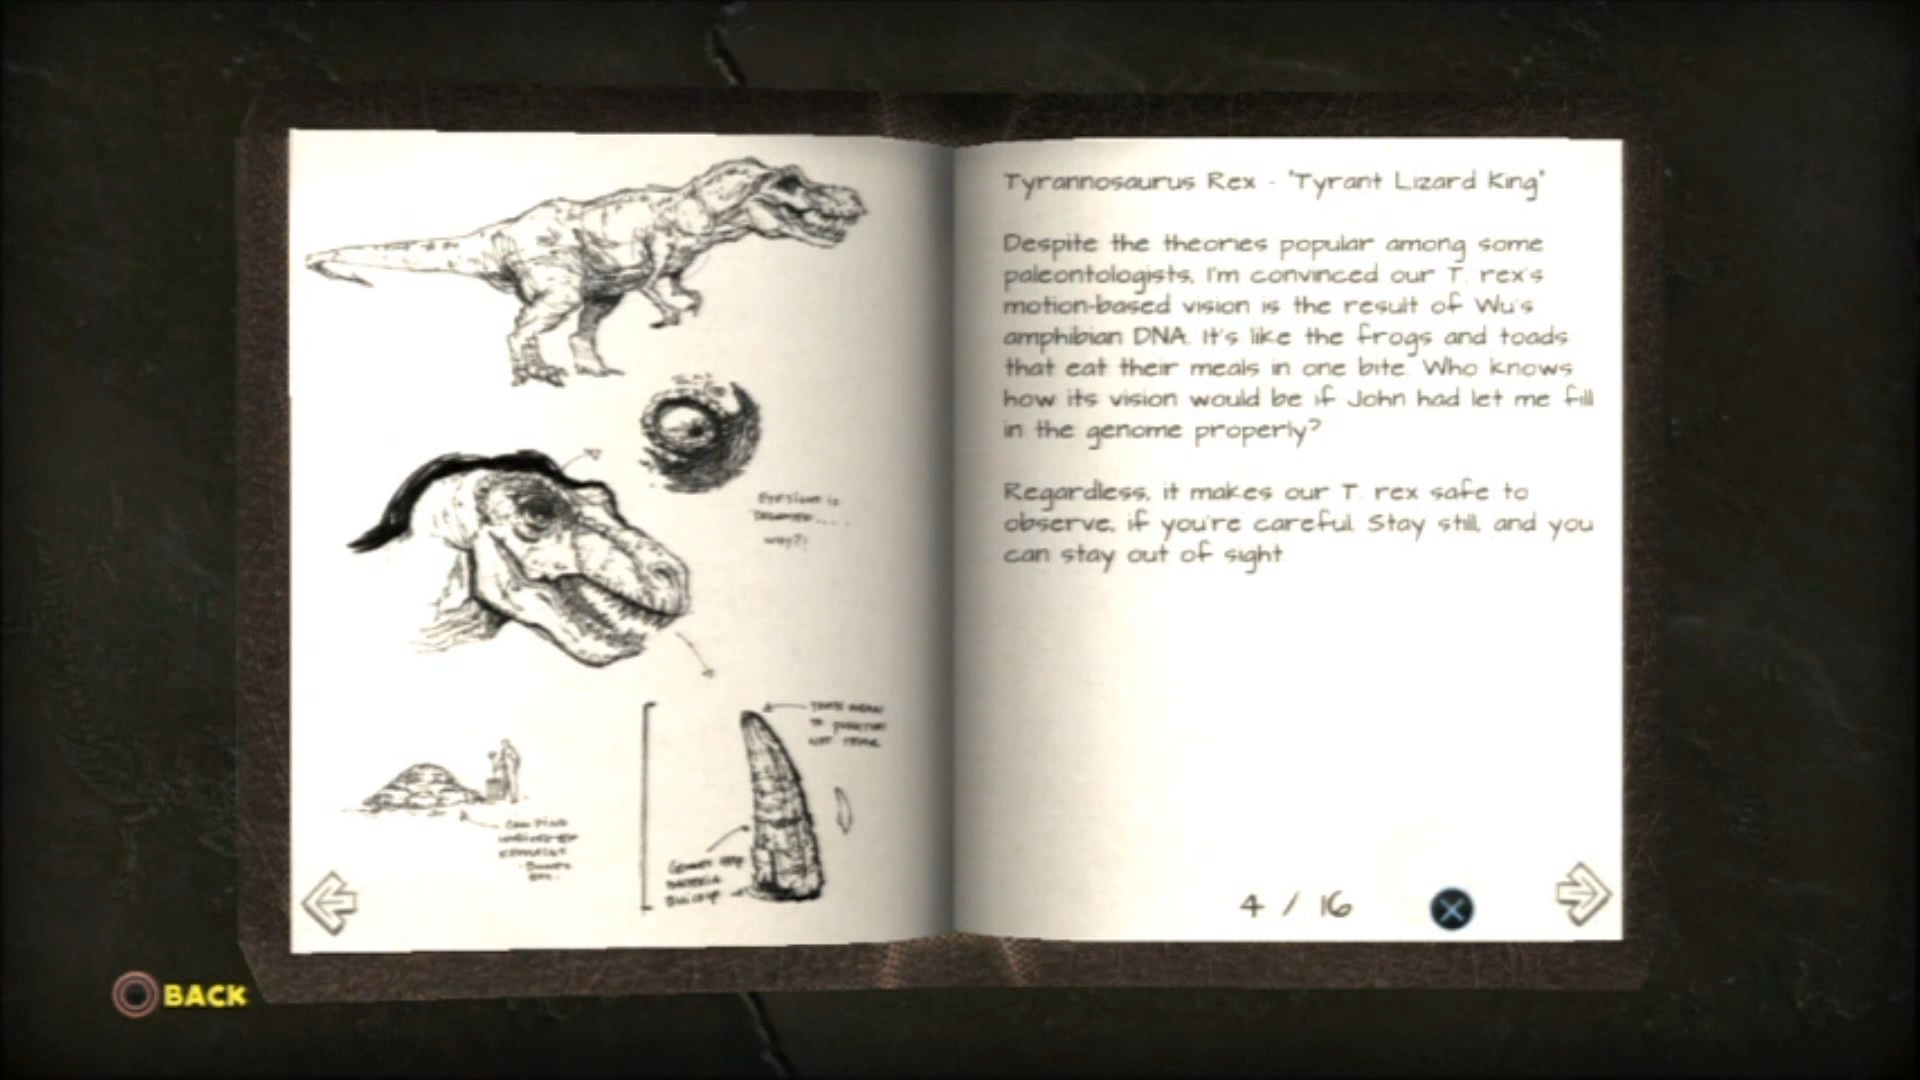 Tyrannosaurus Rex - "Tyrant Lizard King"
Despite the theories popular among some
paleontologists, I'm convinced our T. rex's
motion-based vision is the result of Wu's
amphibian DNA. It's like the frogs and toads
that eat their meals in one bite. Who knows
how its vision would be if John had let me fill
in the genome properly?
Regardless, it makes our T. rex safe to
observe, if you're careful. Stay still, and you
can stay out of sight.
Eyesight is
why?!
4 / 16
BACK